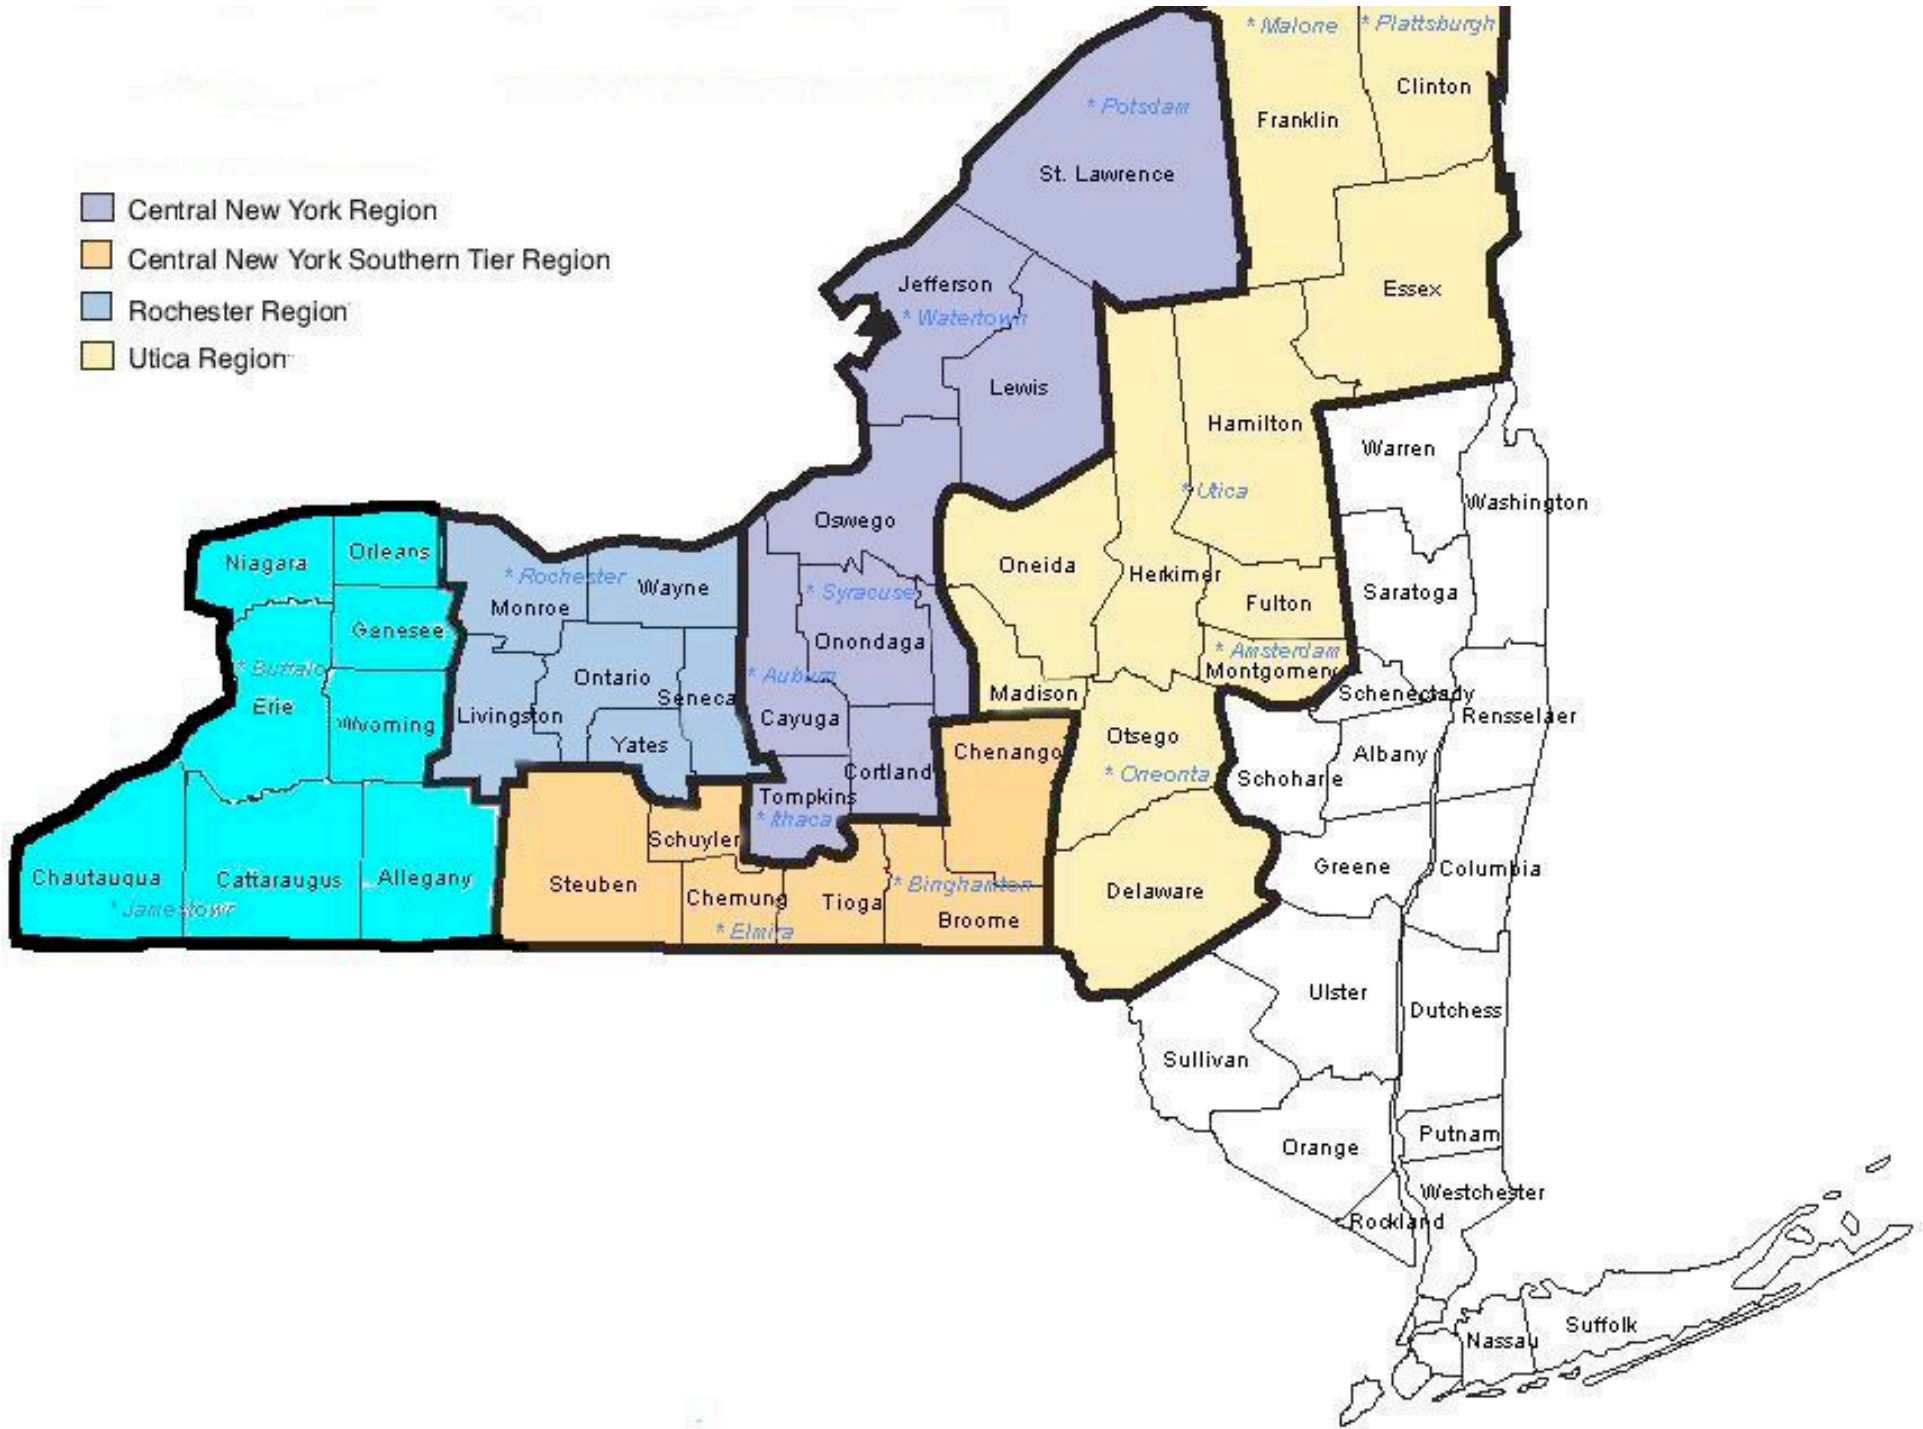 * Malone
* Plattsburgh
Clinton
Franklin
* Potsdam
St. Lawrence
Central New York Region
Central New York Southern Tier Region
Rochester Region
Utica Region
Jefferson
* Watertown
Essex
Lewis
Hamilton
Warren
* Utica
Washington
Oswego
Niagara
Orleans
Oneida
Herkimer
* Rochester
Wayne
Monroe
* Syracuse
Fulton
Saratoga
Genesee
Onondaga
* Amsterdam
Montgomery
* Buffalo
Erie
Ontario
Seneca
* Auburn
Madison
Schenectady
Wyoming
Livingston
Yates
Cayuga
Rensselaer
Chenango
Otsego
Albany
Cortland
* Oneonta
Schoharie
Tompkins
* Ithaca
Schuyler
Greene
Columbia
Chautauqua
Cattaraugus
Allegany
Steuben
* Jamestown
Chemung
Tioga
* Binghamton
Broome
* Elmira
Delaware
Ulster
Dutchess
Sullivan
Orange
Putnam
Westchester
Rockland
Nassau
Suffolk